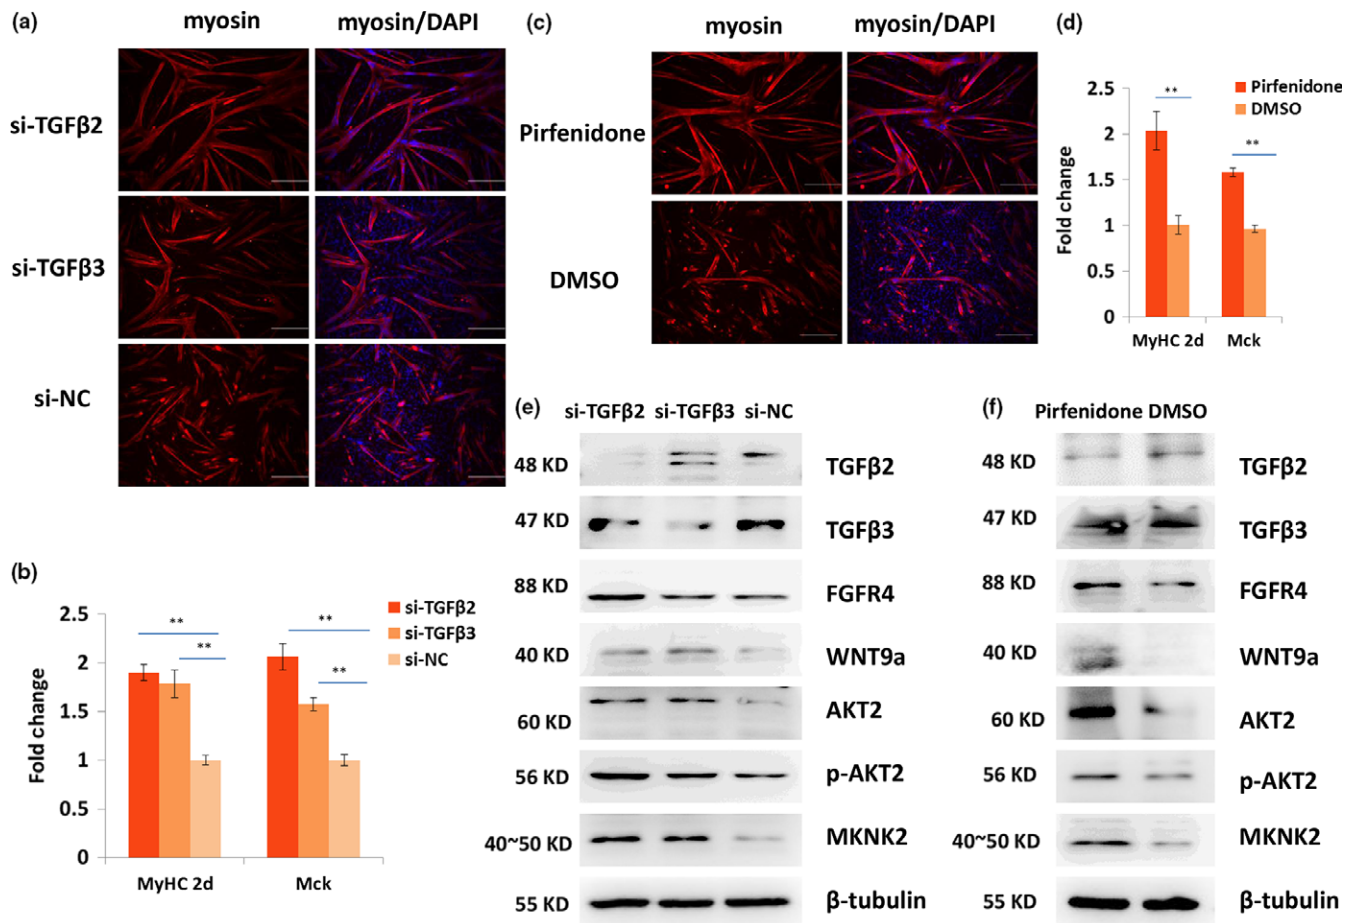 (a)
myosin
myosin/DAPI
si-TGFβ2
si-TGFβ3
si-NC
(b)
2.5
2
1.5
1
0.5
0
Fold change
**
**
**
**
MyHC 2d
Mck
si-TGFβ2
si-TGFβ3
si-NC
(c)
myosin
myosin/DAPI
Pirfenidone
DMSO
(d)
2.5
2
1.5
1
0.5
0
Fold change
**
**
MyHC 2d
Mck
Pirfenidone
DMSO
(e)
si-TGFβ2 si-TGFβ3 si-NC
48 KD TGFβ2
47 KD TGFβ3
88 KD FGFR4
40 KD WNT9a
60 KD AKT2
56 KD p-AKT2
40~50 KD MKNK2
55 KD β-tubulin
(f)
Pirfenidone DMSO
48 KD TGFβ2
47 KD TGFβ3
88 KD FGFR4
40 KD WNT9a
60 KD AKT2
56 KD p-AKT2
40~50 KD MKNK2
55 KD β-tubulin